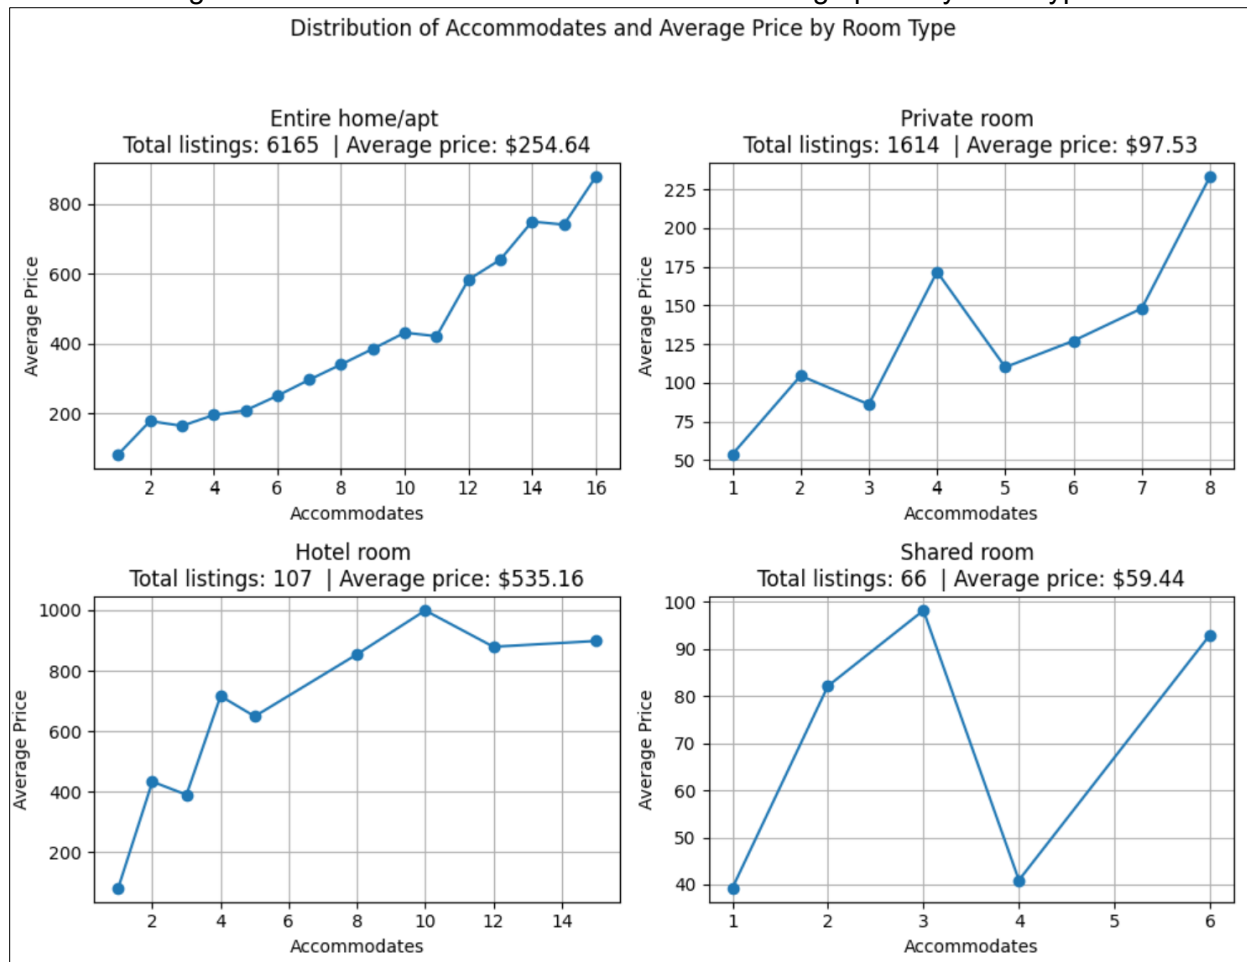 Distribution of Accommodates and Average Price by Room Type
Entire home/apt
Total listings: 6165 | Average price: $254.64
Average Price
800
600
400
200
2 4 6 8 10 12 14 16
Accommodates
Private room
Total listings: 1614 | Average price: $97.53
Average Price
225
200
175
150
125
100
75
50
1 2 3 4 5 6 7 8
Accommodates
Hotel room
Total listings: 107 | Average price: $535.16
Average Price
1000
800
600
400
200
2 4 6 8 10 12 14
Accommodates
Shared room
Total listings: 66 | Average price: $59.44
Average Price
100
90
80
70
60
50
40
1 2 3 4 5 6
Accommodates